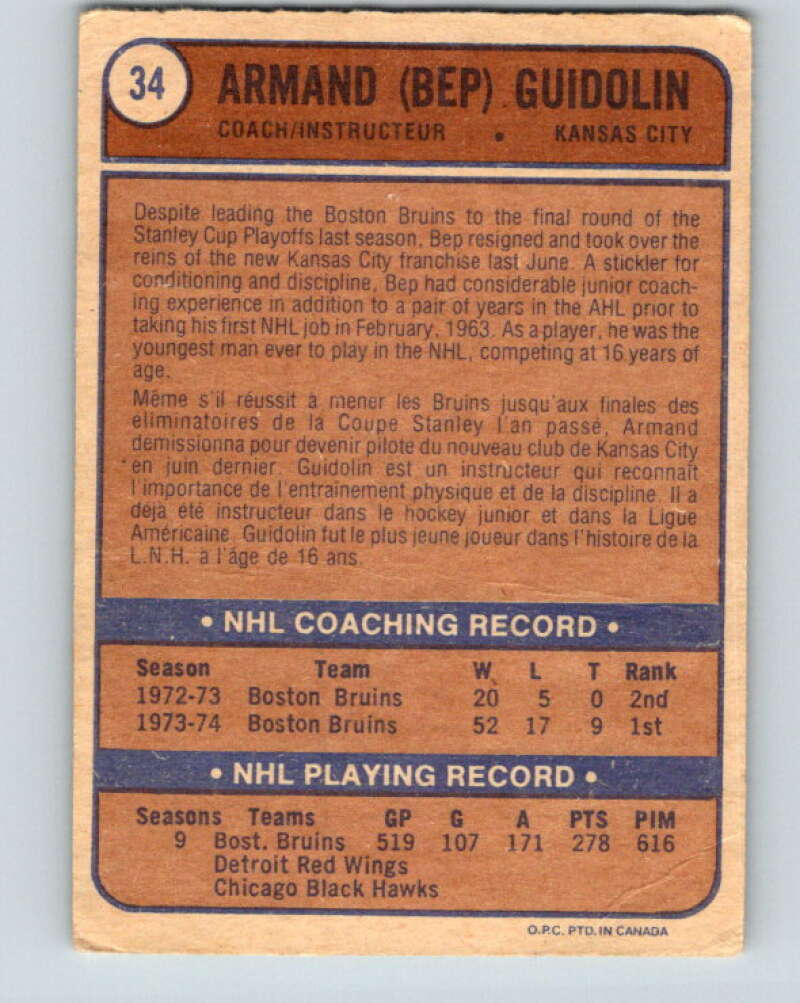 34
ARMAND (BEP) GUIDOLIN
COACH/INSTRUCTEUR • KANSAS CITY
Despite leading the Boston Bruins to the final round of the
Stanley Cup Playoffs last season, Bep resigned and took over the
reins of the new Kansas City franchise last June. A stickler for
conditioning and discipline, Bep had considerable junior coach-
ing experience in addition to a pair of years in the AHL prior to
taking his first NHL job in February, 1963. As a player, he was the
youngest man ever to play in the NHL, competing at 16 years of
age.
Même s'il réussit à mener les Bruins jusqu'aux finales des
éliminatoires de la Coupe Stanley l'an passé, Armand
démissionna pour devenir pilote du nouveau club de Kansas City
en juin dernier. Guidolin est un instructeur qui reconnaît
l'importance de l'entraînement physique et de la discipline. Il a
déjà été instructeur dans le hockey junior et dans la Ligue
Américaine. Guidolin fut le plus jeune joueur dans l'histoire de la
L.N.H. à l'âge de 16 ans.
• NHL COACHING RECORD •
Season Team W L T Rank
1972-73 Boston Bruins 20 5 0 2nd
1973-74 Boston Bruins 52 17 9 1st
• NHL PLAYING RECORD •
Seasons Teams GP G A PTS PIM
9 Bost. Bruins 519 107 171 278 616
Detroit Red Wings
Chicago Black Hawks
O.P.C. PTD. IN CANADA